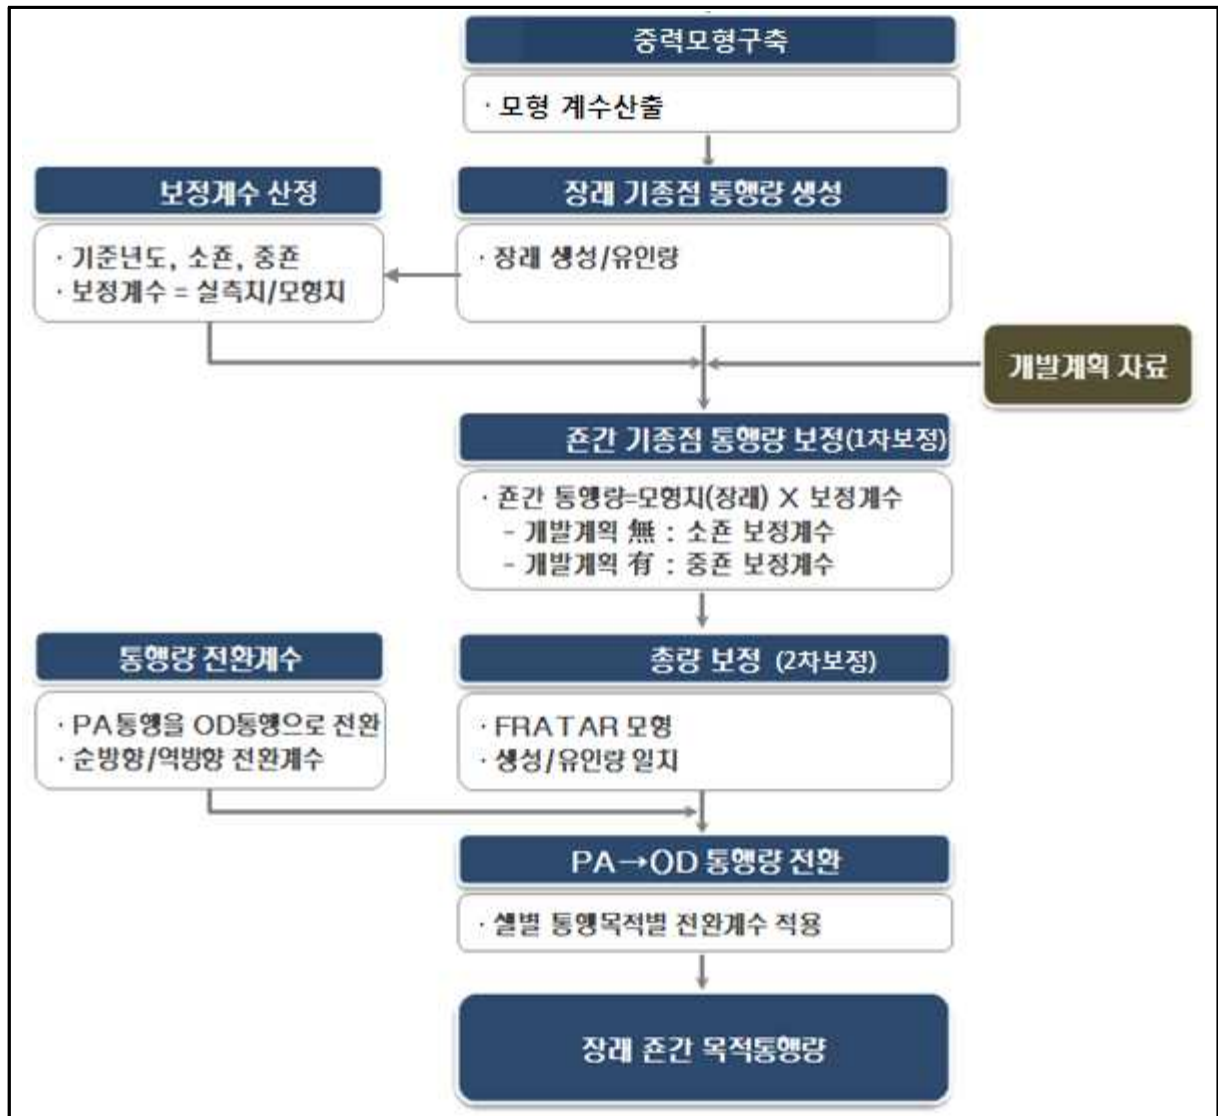 중력모형구축
· 모형 계수산출
보정계수 산정
· 기준년도, 소죤, 중죤
· 보정계수 = 실측치/모형치
장래 기종점 통행량 생성
· 장래 생성/유인량
개발계획 자료
죤간 기종점 통행량 보정(1차보정)
· 죤간 통행량=모형치(장래) X 보정계수
- 개발계획 無 : 소죤 보정계수
- 개발계획 有 : 중죤 보정계수
통행량 전환계수
· PA통행을 OD통행으로 전환
· 순방향/역방향 전환계수
총량 보정 (2차보정)
· FRATAR 모형
· 생성/유인량 일치
PA→OD 통행량 전환
· 셀별 통행목적별 전환계수 적용
장래 죤간 목적통행량